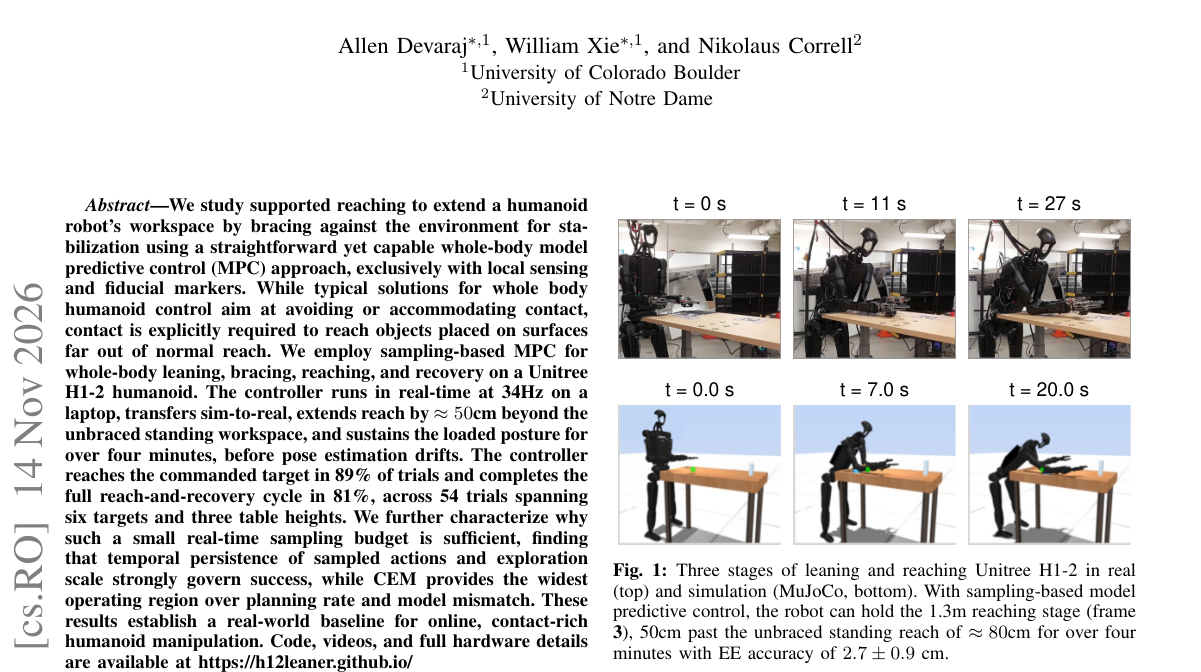 Allen Devaraj*,1, William Xie*,1, and Nikolaus Correll2
1University of Colorado Boulder
2University of Notre Dame
[cs.RO] 14 Nov 2026
Abstract—We study supported reaching to extend a humanoid
robot's workspace by bracing against the environment for sta-
bilization using a straightforward yet capable whole-body model
predictive control (MPC) approach, exclusively with local sensing
and fiducial markers. While typical solutions for whole body
humanoid control aim at avoiding or accommodating contact,
contact is explicitly required to reach objects placed on surfaces
far out of normal reach. We employ sampling-based MPC for
whole-body leaning, bracing, reaching, and recovery on a Unitree
H1-2 humanoid. The controller runs in real-time at 34Hz on a
laptop, transfers sim-to-real, extends reach by ≈ 50cm beyond the
unbraced standing workspace, and sustains the loaded posture for
over four minutes, before pose estimation drifts. The controller
reaches the commanded target in 89% of trials and completes the
full reach-and-recovery cycle in 81%, across 54 trials spanning
six targets and three table heights. We further characterize why
such a small real-time sampling budget is sufficient, finding
that temporal persistence of sampled actions and exploration
scale strongly govern success, while CEM provides the widest
operating region over planning rate and model mismatch. These
results establish a real-world baseline for online, contact-rich
humanoid manipulation. Code, videos, and full hardware details
are available at https://h12leaner.github.io/
t = 0 s
t = 11 s
t = 27 s
t = 0.0 s
t = 7.0 s
t = 20.0 s
Fig. 1: Three stages of leaning and reaching Unitree H1-2 in real
(top) and simulation (MuJoCo, bottom). With sampling-based model
predictive control, the robot can hold the 1.3m reaching stage (frame
3), 50cm past the unbraced standing reach of ≈ 80cm for over four
minutes with EE accuracy of 2.7 ± 0.9 cm.